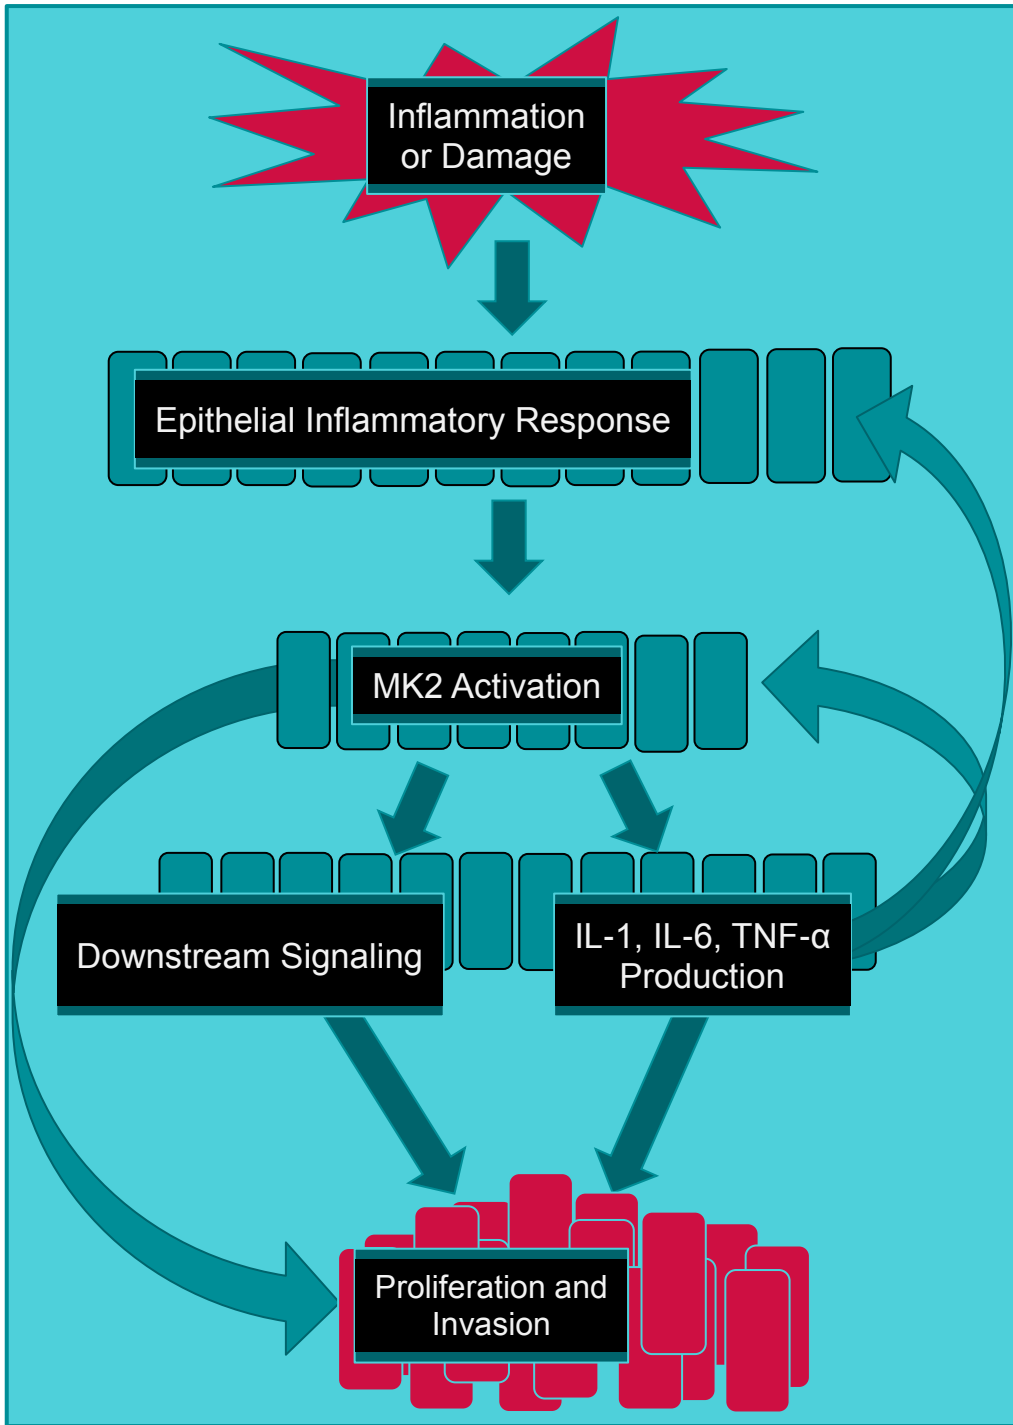 Inflammation
or Damage
Epithelial Inflammatory Response
MK2 Activation
Downstream Signaling
IL-1, IL-6, TNF-α
Production
Proliferation and
Invasion